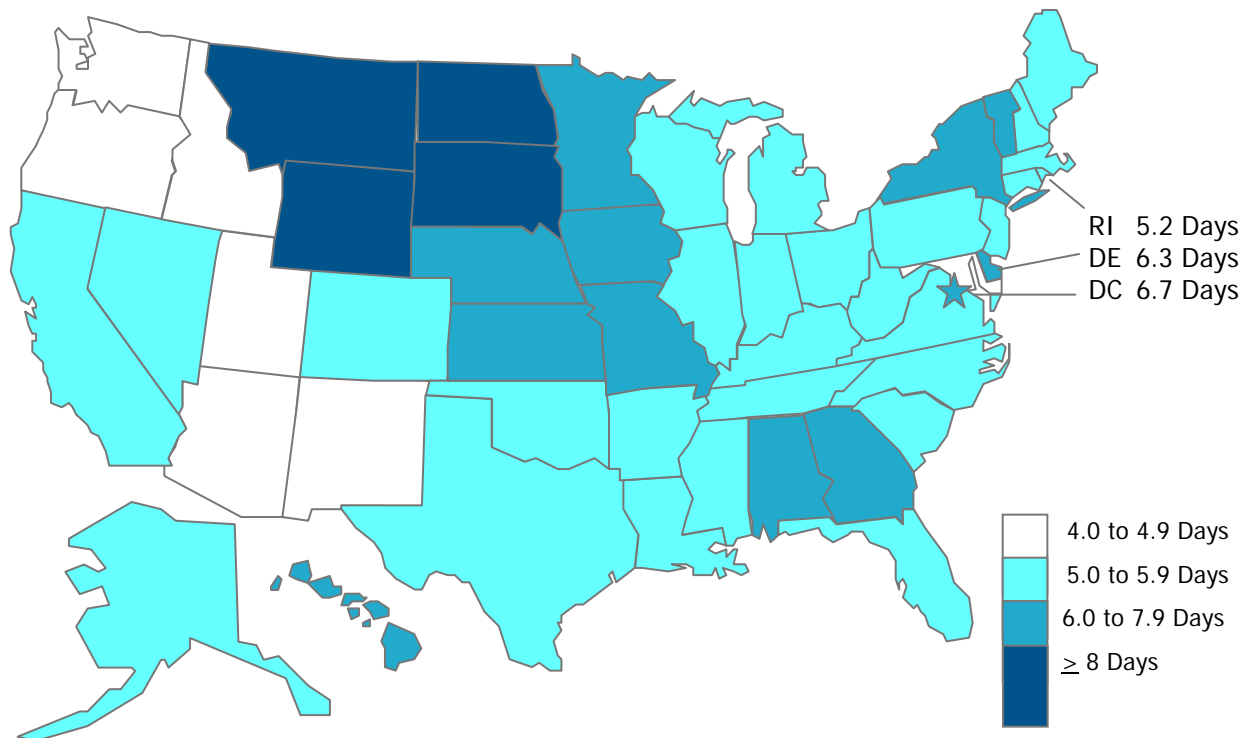 RI 5.2 Days
DE 6.3 Days
DC 6.7 Days
4.0 to 4.9 Days
5.0 to 5.9 Days
6.0 to 7.9 Days
> 8 Days